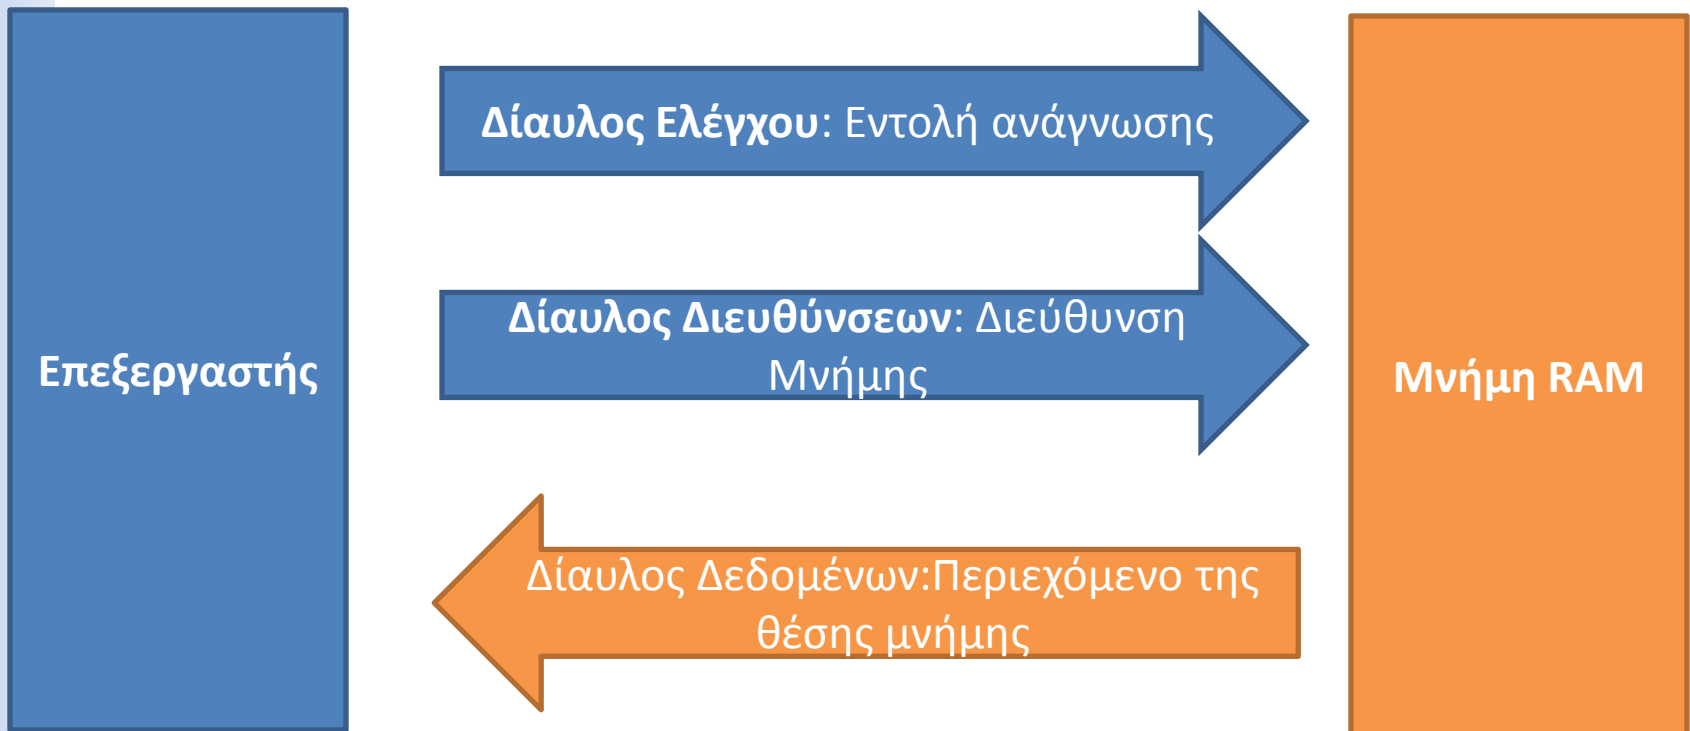 Επεξεργαστής
Δίαυλος Ελέγχου: Εντολή ανάγνωσης
Δίαυλος Διευθύνσεων: Διεύθυνση
Μνήμης
Δίαυλος Δεδομένων:Περιεχόμενο της
θέσης μνήμης
Μνήμη RAM